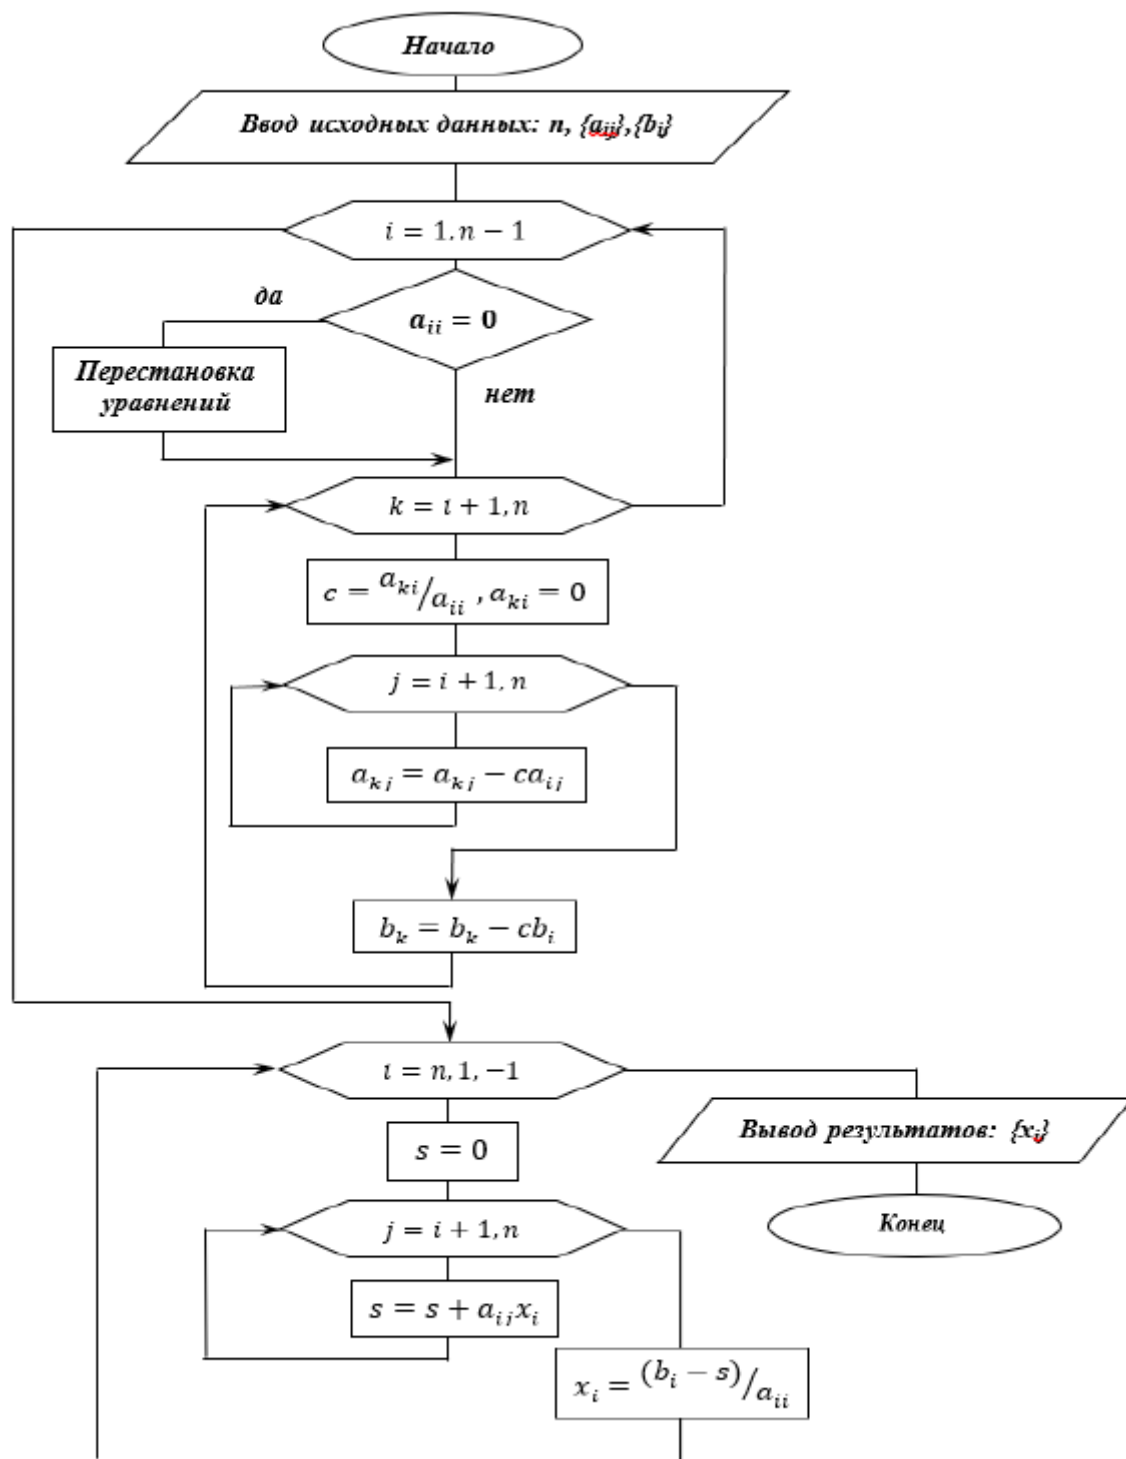 Начало
Ввод исходных данных: n, {aij},{bi}
i = 1, n − 1
да
aii = 0
Перестановка
уравнений
нет
k = i + 1, n
c = aki/aii , aki = 0
j = i + 1, n
akj = akj − caij
bk = bk − cbi
i = n, 1, −1
Вывод результатов: {xi}
s = 0
Конец
j = i + 1, n
s = s + aijxi
xi = (bi − s)/aii